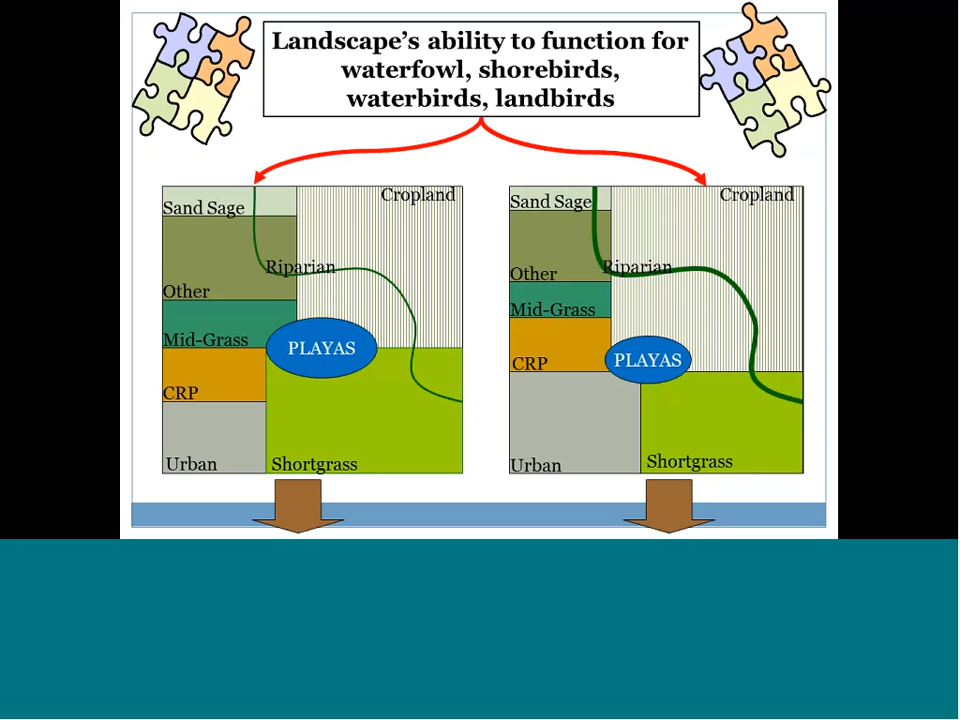 Landscape's ability to function for
waterfowl, shorebirds,
waterbirds, landbirds
Sand Sage
Cropland
Riparian
Other
Mid-Grass
PLAYAS
CRP
Urban
Shortgrass
Sand Sage
Cropland
Riparian
Other
Mid-Grass
PLAYAS
CRP
Urban
Shortgrass